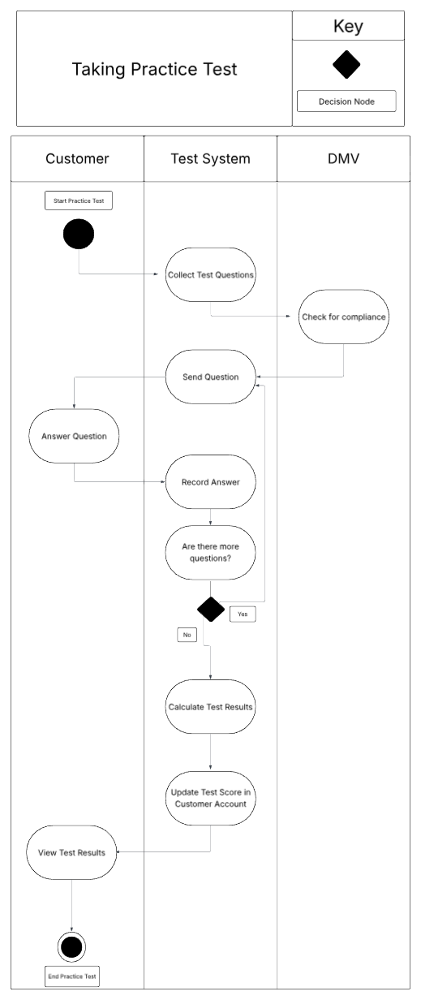 Taking Practice Test
Key
Decision Node
Customer
Test System
DMV
Start Practice Test
Collect Test Questions
Check for compliance
Send Question
Answer Question
Record Answer
Are there more
questions?
Yes
No
Calculate Test Results
Update Test Score in
Customer Account
View Test Results
End Practice Test